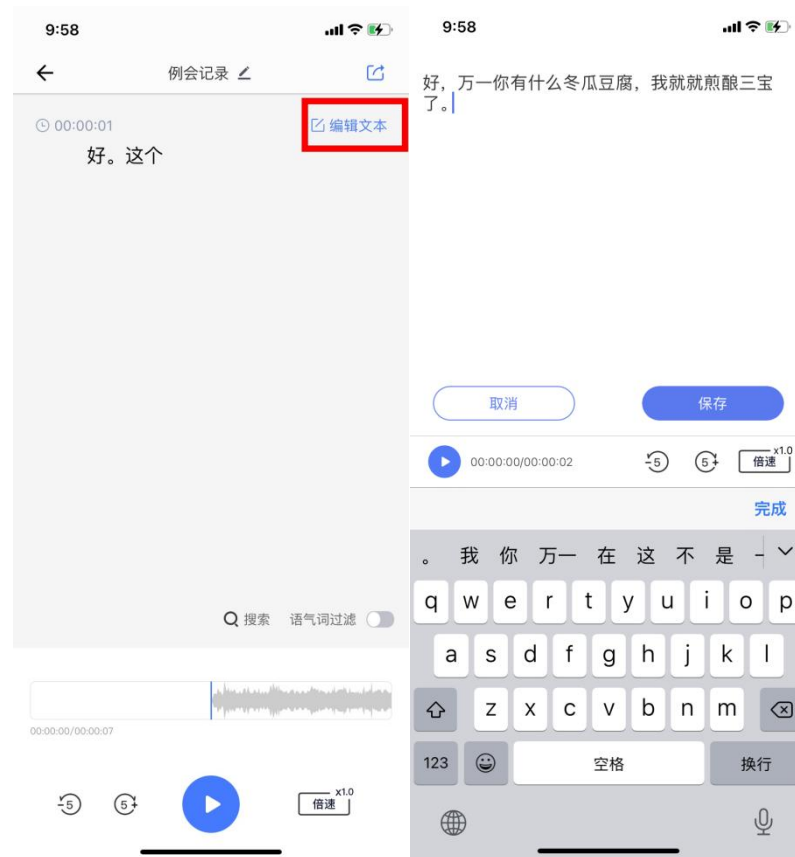 9:58
例会记录
00:00:01
编辑文本
好。这个
搜索 语气词过滤
00:00:00/00:00:07
-5
5+
倍速 x1.0
9:58
好，万一你有什么冬瓜豆腐，我就就煎酿三宝
了。
取消 保存
00:00:00/00:00:02
-5
5+
倍速 x1.0
完成
。 我 你 万一 在 这 不 是 一
q w e r t y u i o p
a s d f g h j k l
z x c v b n m
123 空格 换行